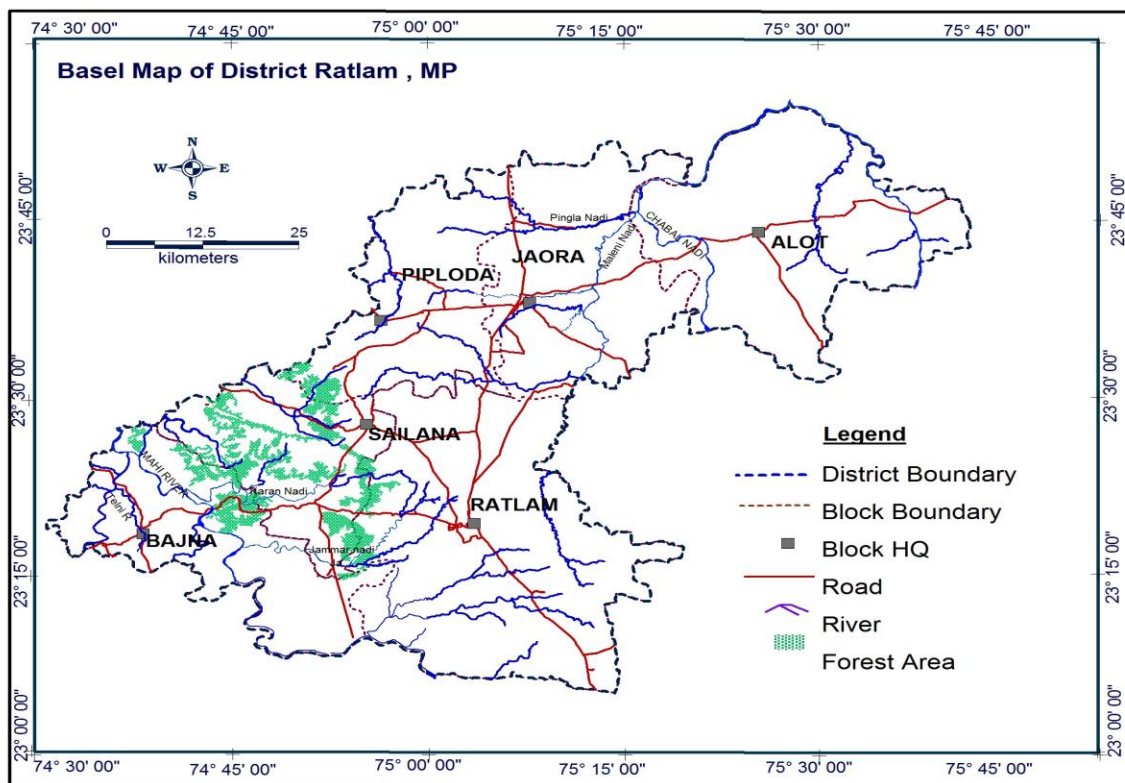 74° 30' 00" 74° 45' 00" 75° 00' 00" 75° 15' 00" 75° 30' 00" 75° 45' 00"
Basel Map of District Ratlam , MP
N
W E
S
0 12.5 25
kilometers
23° 45' 00"
23° 45' 00"
Pingla Nadi
CHABAL NADI
Maleni Nadi
ALOT
JAORA
PIPLODA
23° 30' 00"
23° 30' 00"
SAILANA
MAHI RIVER
Karan Nadi
Telni R
RATLAM
BAJNA
Jammar nadi
23° 15' 00"
23° 15' 00"
Legend
District Boundary
Block Boundary
Block HQ
Road
River
Forest Area
23° 00' 00"
23° 00' 00"
74° 30' 00" 74° 45' 00" 75° 00' 00" 75° 15' 00" 75° 30' 00" 75° 45' 00"